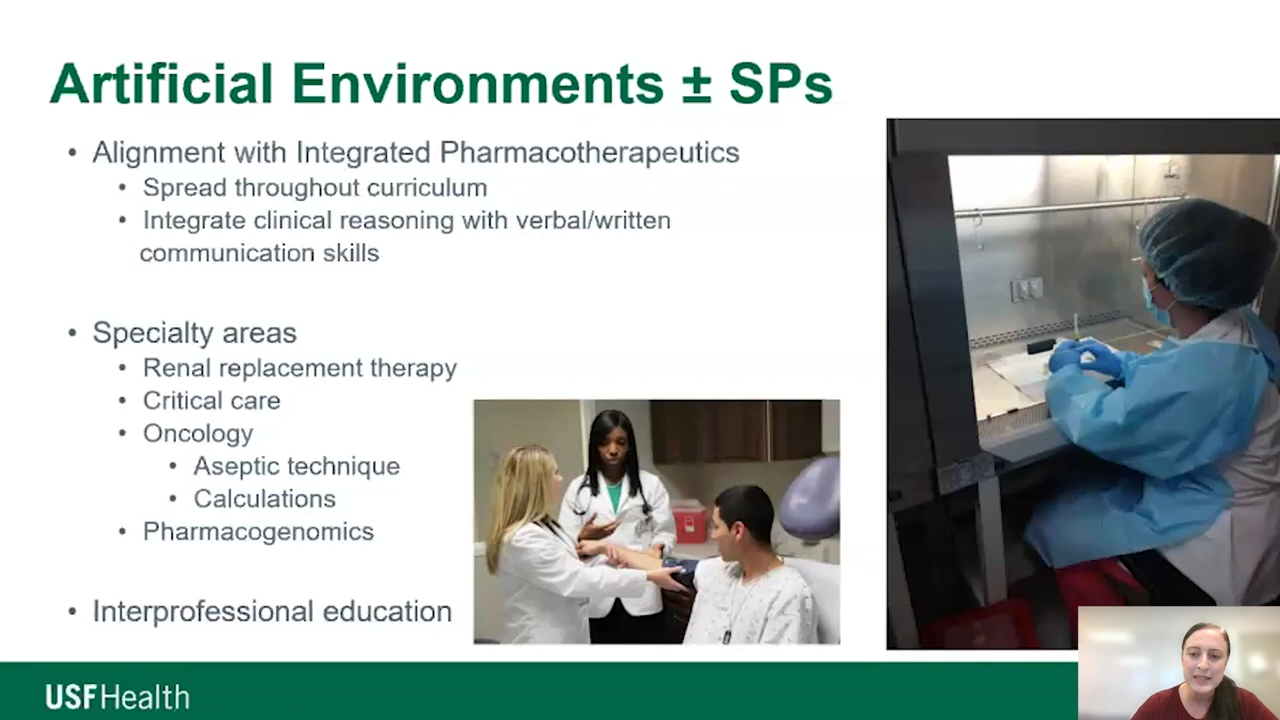 Artificial Environments ± SPs
• Alignment with Integrated Pharmacotherapeutics
• Spread throughout curriculum
• Integrate clinical reasoning with verbal/written
communication skills
• Specialty areas
• Renal replacement therapy
• Critical care
• Oncology
• Aseptic technique
• Calculations
• Pharmacogenomics
• Interprofessional education
USFHealth